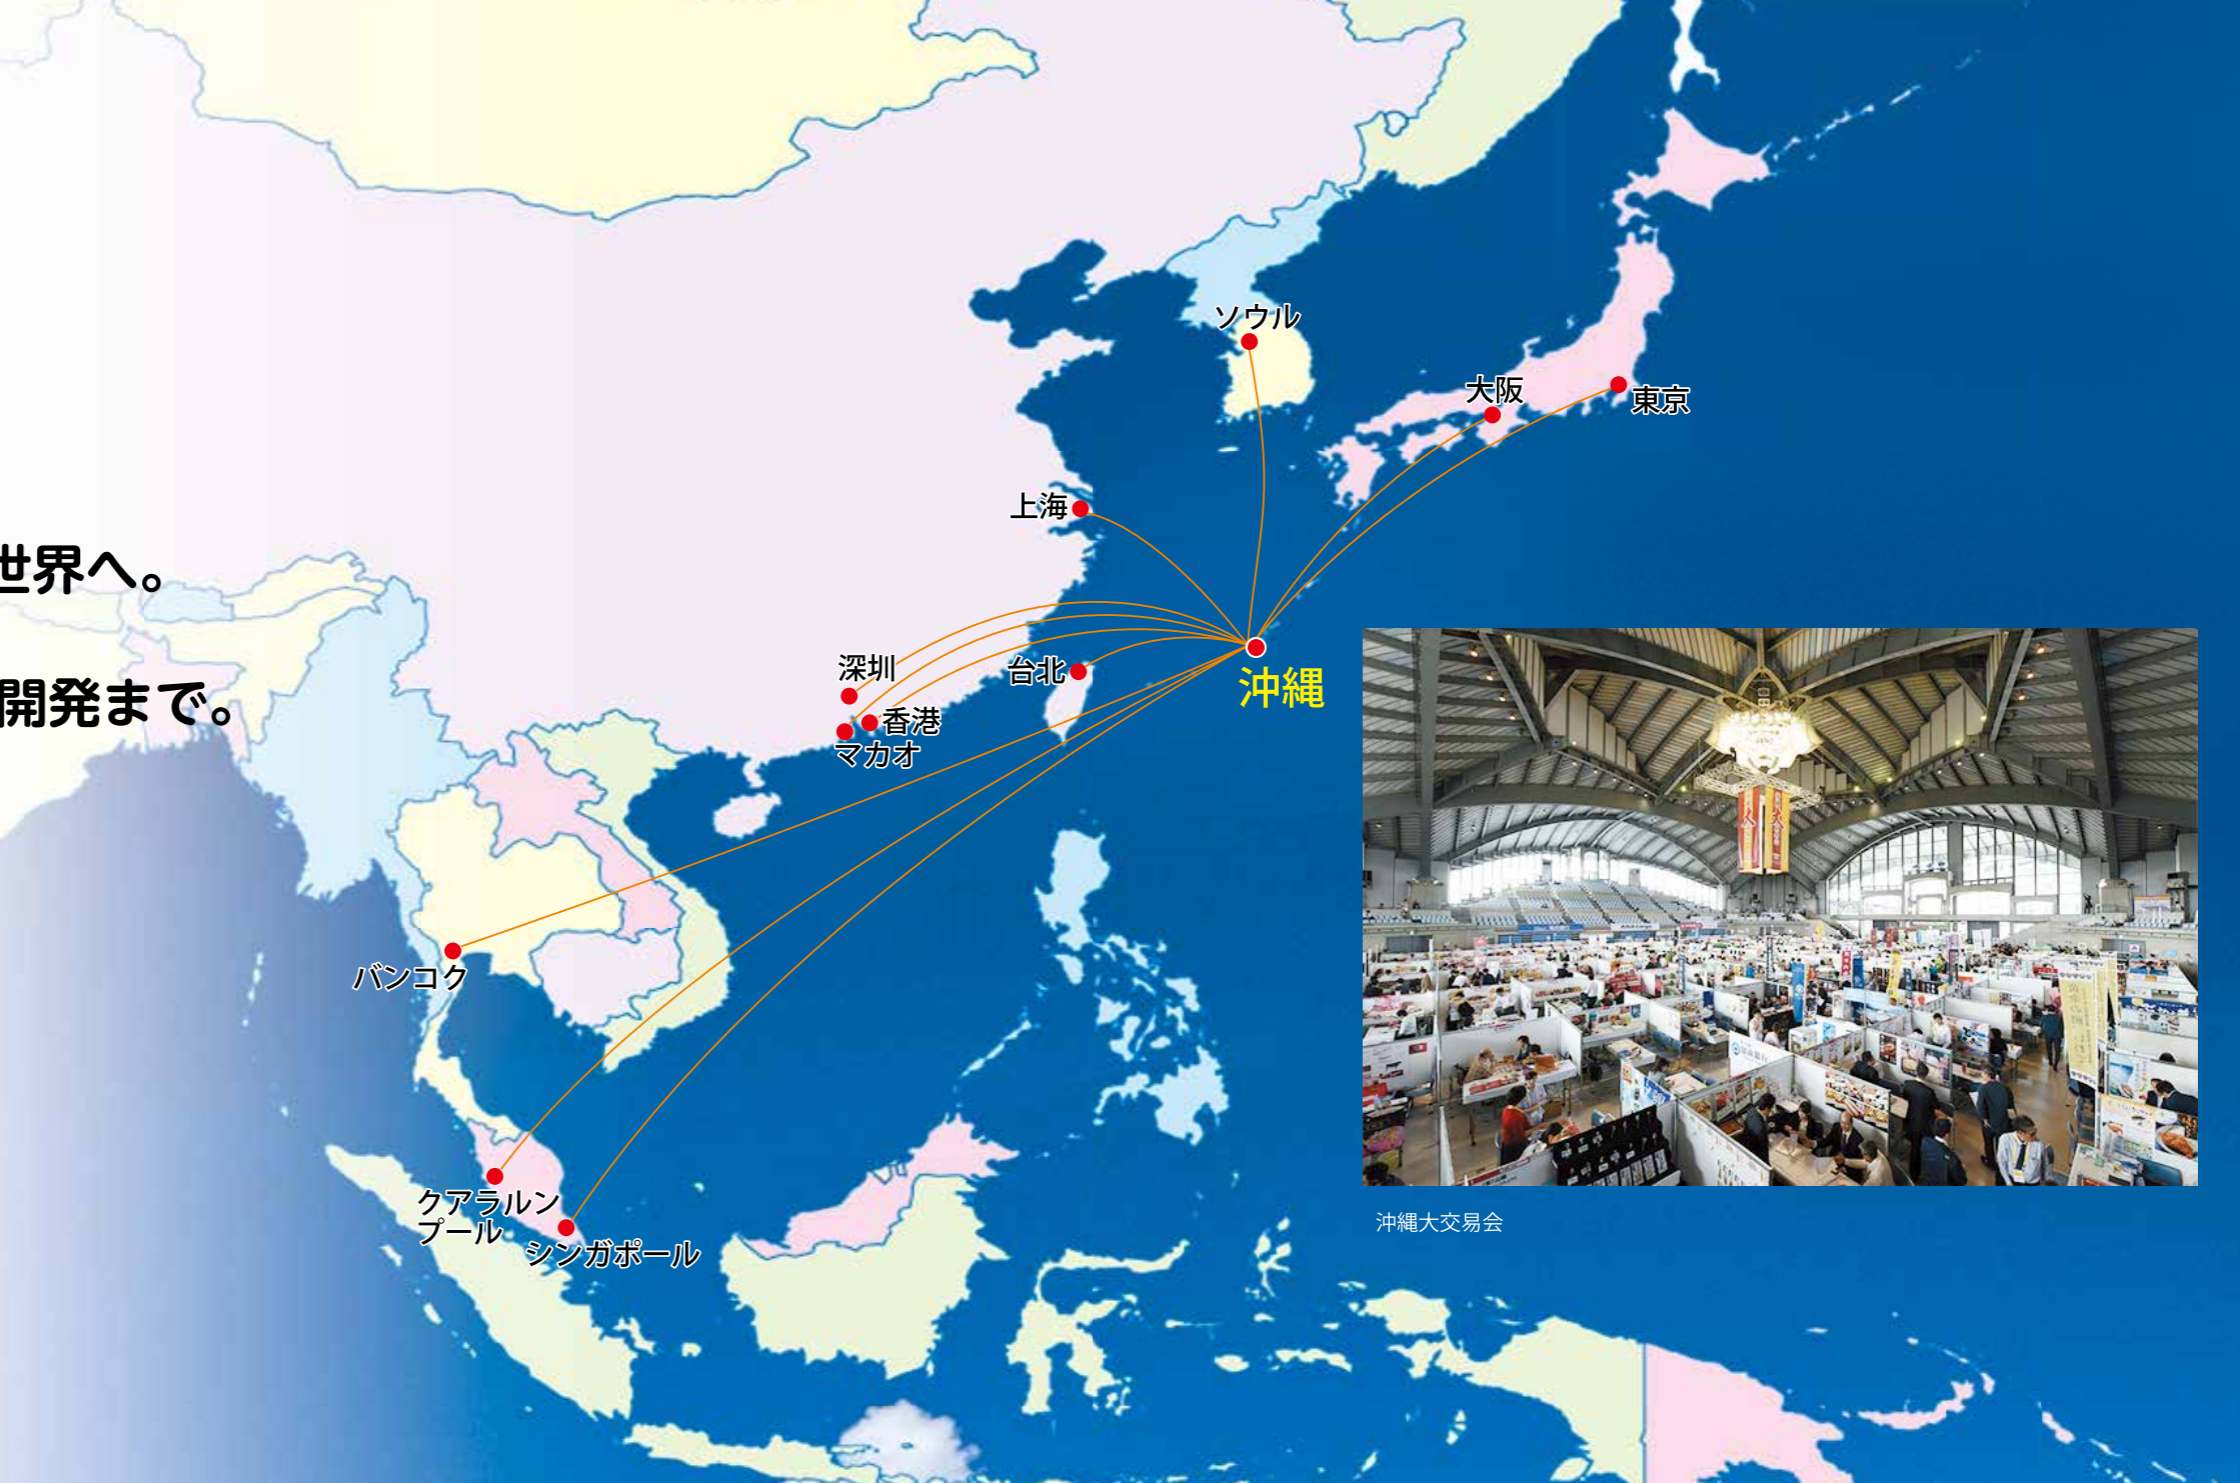 世界へ。
開発まで。
ソウル
大阪
東京
上海
深圳
台北
沖縄
香港
マカオ
バンコク
クアラルン
プール
シンガポール
沖縄大交易会